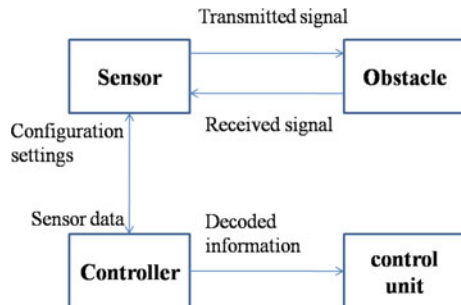 Transmitted signal
Sensor
Obstacle
Received signal
Configuration
settings
Sensor data
Decoded
information
Controller
control
unit